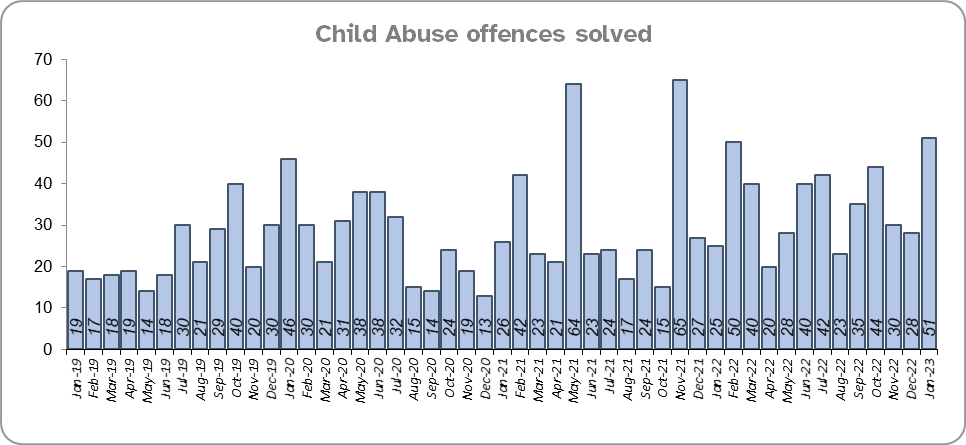 Child Abuse offences solved
70
60
50
40
30
20
10
0
19 17 18 19 14 18 30 21 29 40 20 30 46 30 21 31 38 38 32 15 14 24 19 13 26 42 23 21 64 23 24 17 24 15 65 27 25 50 40 20 28 40 42 23 35 44 30 28 51
Jan-19 Feb-19 Mar-19 Apr-19 May-19 Jun-19 Jul-19 Aug-19 Sep-19 Oct-19 Nov-19 Dec-19 Jan-20 Feb-20 Mar-20 Apr-20 May-20 Jun-20 Jul-20 Aug-20 Sep-20 Oct-20 Nov-20 Dec-20 Jan-21 Feb-21 Mar-21 Apr-21 May-21 Jun-21 Jul-21 Aug-21 Sep-21 Oct-21 Nov-21 Dec-21 Jan-22 Feb-22 Mar-22 Apr-22 May-22 Jun-22 Jul-22 Aug-22 Sep-22 Oct-22 Nov-22 Dec-22 Jan-23